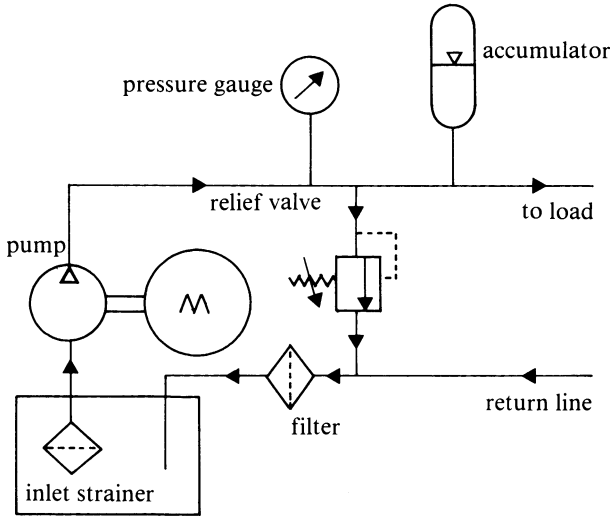 accumulator
pressure gauge
relief valve
to load
pump
M
return line
filter
inlet strainer